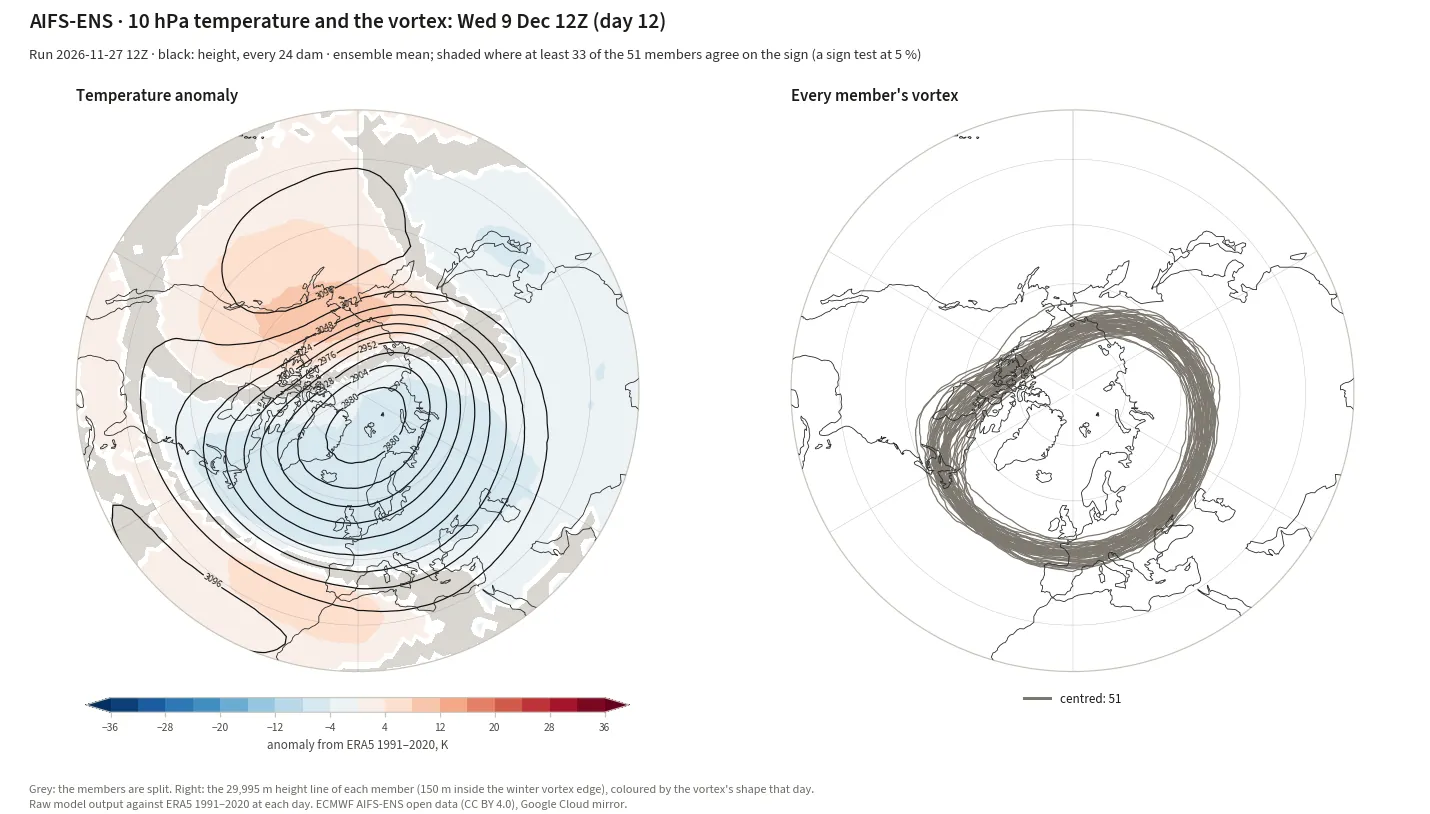 AIFS-ENS · 10 hPa temperature and the vortex: Wed 9 Dec 12Z (day 12)
Run 2026-11-27 12Z · black: height, every 24 dam · ensemble mean; shaded where at least 33 of the 51 members agree on the sign (a sign test at 5 %)
Temperature anomaly
Every member's vortex
3048
2976
2952
2904
2880
2880
3096
centred: 51
−36 −28 −20 −12 −4 4 12 20 28 36
anomaly from ERA5 1991–2020, K
Grey: the members are split. Right: the 29,995 m height line of each member (150 m inside the winter vortex edge), coloured by the vortex's shape that day.
Raw model output against ERA5 1991–2020 at each day. ECMWF AIFS-ENS open data (CC BY 4.0), Google Cloud mirror.